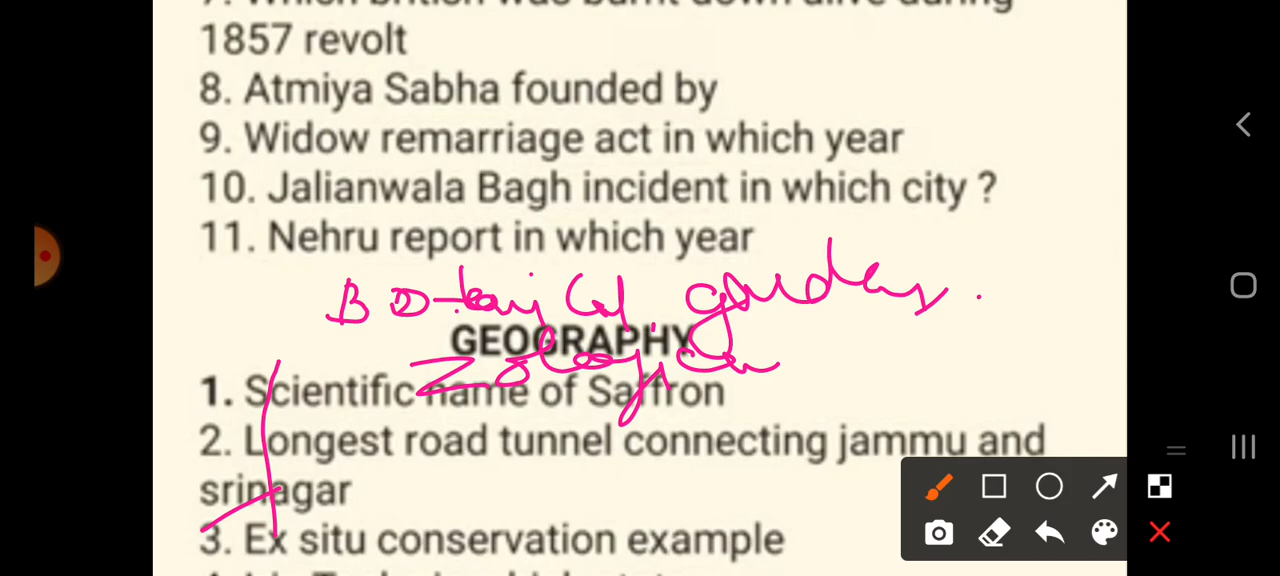 1857 revolt
8. Atmiya Sabha founded by
9. Widow remarriage act in which year
10. Jalianwala Bagh incident in which city ?
11. Nehru report in which year
Botanical garden
GEOGRAPHY
1. Scientific name of Saffron
2. Longest road tunnel connecting jammu and
srinagar
3. Ex situ conservation example